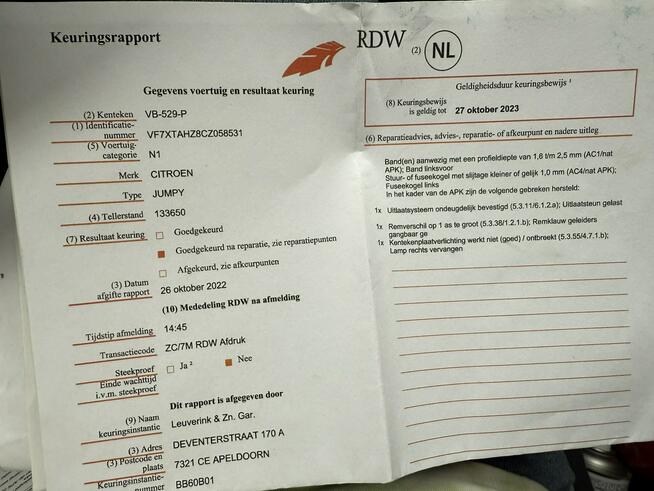 Keuringsrapport
RDW (2) NL
Gegevens voertuig en resultaat keuring
(2) Kenteken VB-529-P
(1) Identificatie-
nummer VF7XTAHZ8CZ058531
(5) Voertuig-
categorie N1
Merk CITROEN
Type JUMPY
(4) Tellerstand 133650
(7) Resultaat keuring Goedgekeurd
Goedgekeurd na reparatie, zie reparatiepunten
Afgekeurd, zie afkeurpunten
(3) Datum
afgifte rapport 26 oktober 2022
(10) Mededeling RDW na afmelding
Tijdstip afmelding 14:45
Transactiecode ZC/7M RDW Afdruk
Steekproef Ja ² Nee
Einde wachttijd
i.v.m. steekproef
Dit rapport is afgegeven door
(9) Naam
keuringsinstantie Leuverink & Zn. Gar.
(3) Adres DEVENTERSTRAAT 170 A
(3) Postcode en
plaats 7321 CE APELDOORN
Keuringsinstantie-
nummer BB60B01
Geldigheidsduur keuringsbewijs ¹
(8) Keuringsbewijs
is geldig tot 27 oktober 2023
(6) Reparatieadvies, advies-, reparatie- of afkeurpunt en nadere uitleg
Band(en) aanwezig met een profieldiepte van 1,6 t/m 2,5 mm (AC1/nat
APK); Band linksvoor
Stuur- of fuseekogel met slijtage kleiner of gelijk 1,0 mm (AC4/nat APK);
Fuseekogel links
In het kader van de APK zijn de volgende gebreken hersteld:
1x Uitlaatsysteem ondeugdelijk bevestigd (5.3.11/6.1.2.a); Uitlaatsteun gelast
1x Remverschil op 1 as te groot (5.3.38/1.2.1.b); Remklauw geleiders
gangbaar ge
1x Kentekenplaatverlichting werkt niet (goed) / ontbreekt (5.3.55/4.7.1.b);
Lamp rechts vervangen